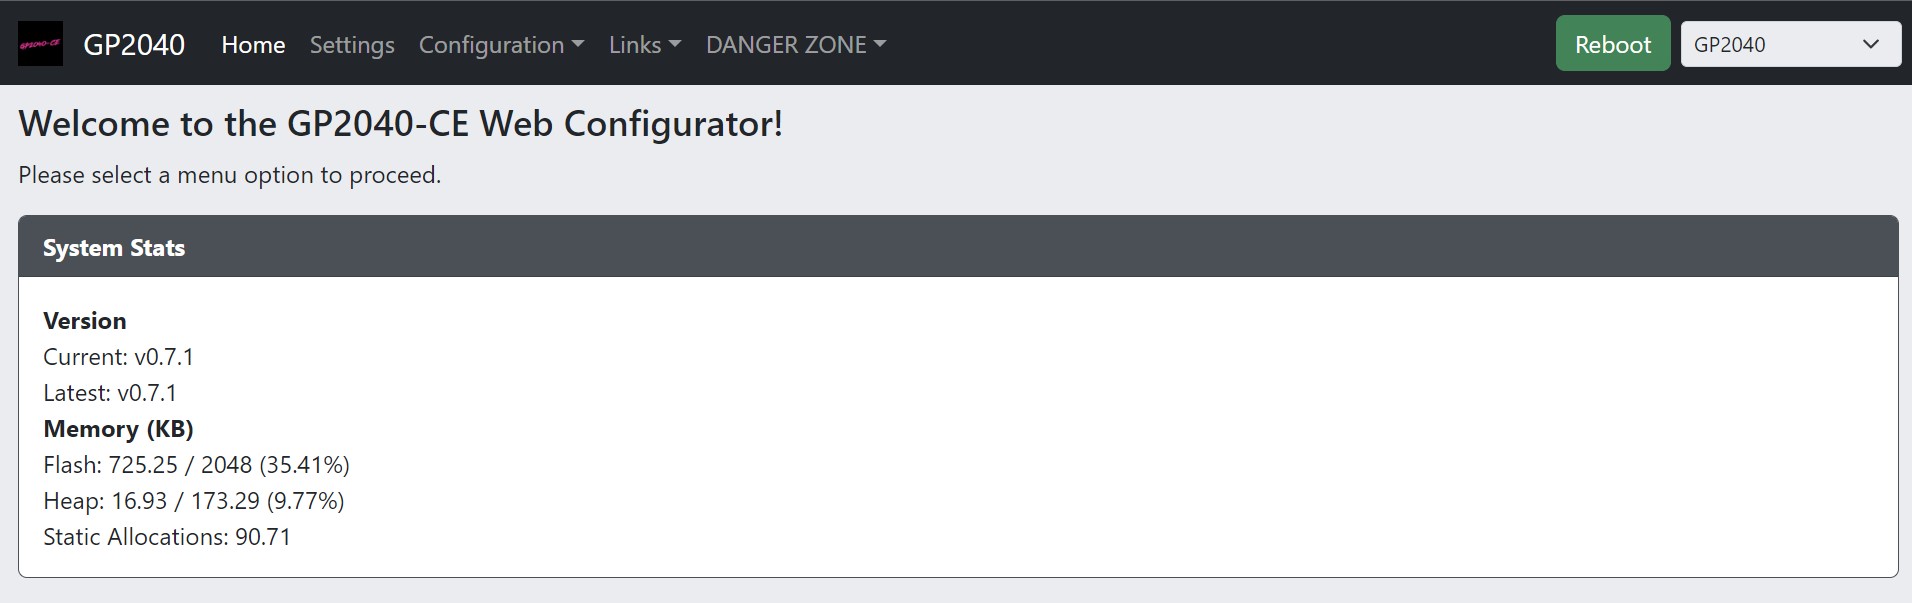 GP2040-CE
GP2040 Home Settings Configuration Links DANGER ZONE Reboot GP2040
Welcome to the GP2040-CE Web Configurator!
Please select a menu option to proceed.
System Stats
Version
Current: v0.7.1
Latest: v0.7.1
Memory (KB)
Flash: 725.25 / 2048 (35.41%)
Heap: 16.93 / 173.29 (9.77%)
Static Allocations: 90.71